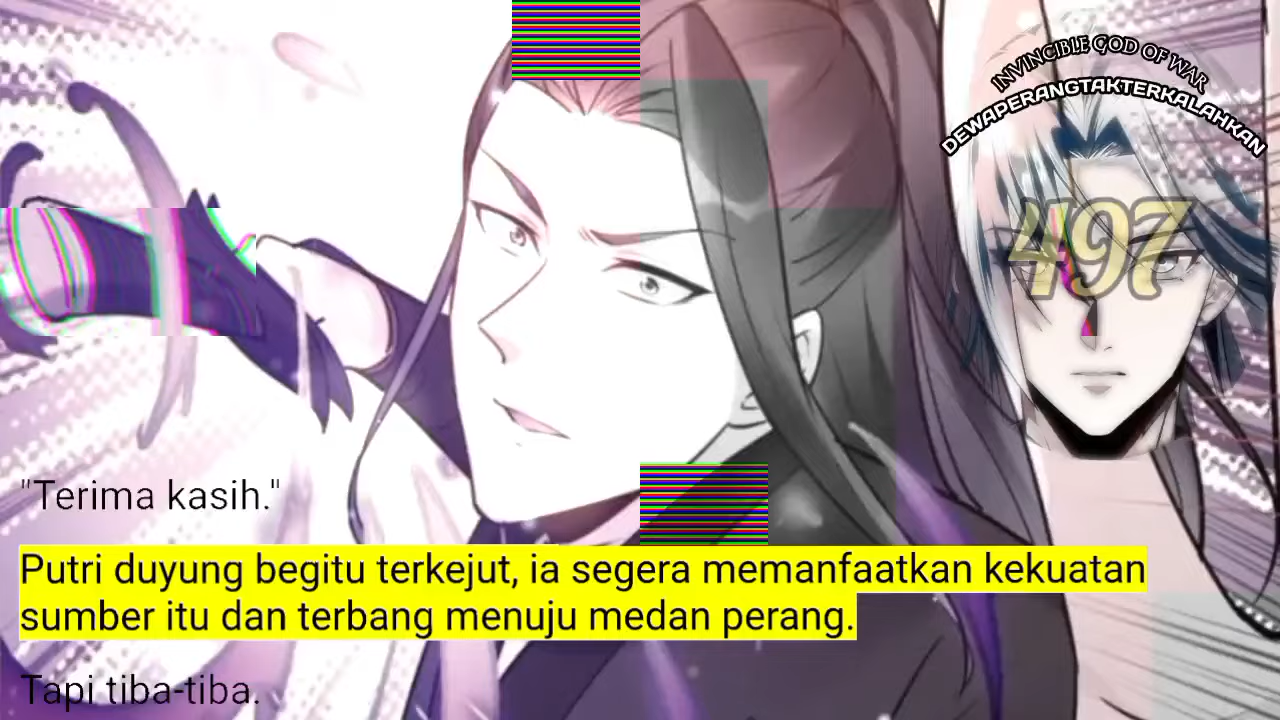 INVINCIBLE GOD OF WAR
DEWAPERANGTAKTERKALAHKAN
497
"Terima kasih."
Putri duyung begitu terkejut, ia segera memanfaatkan kekuatan
sumber itu dan terbang menuju medan perang.
Tapi tiba-tiba.